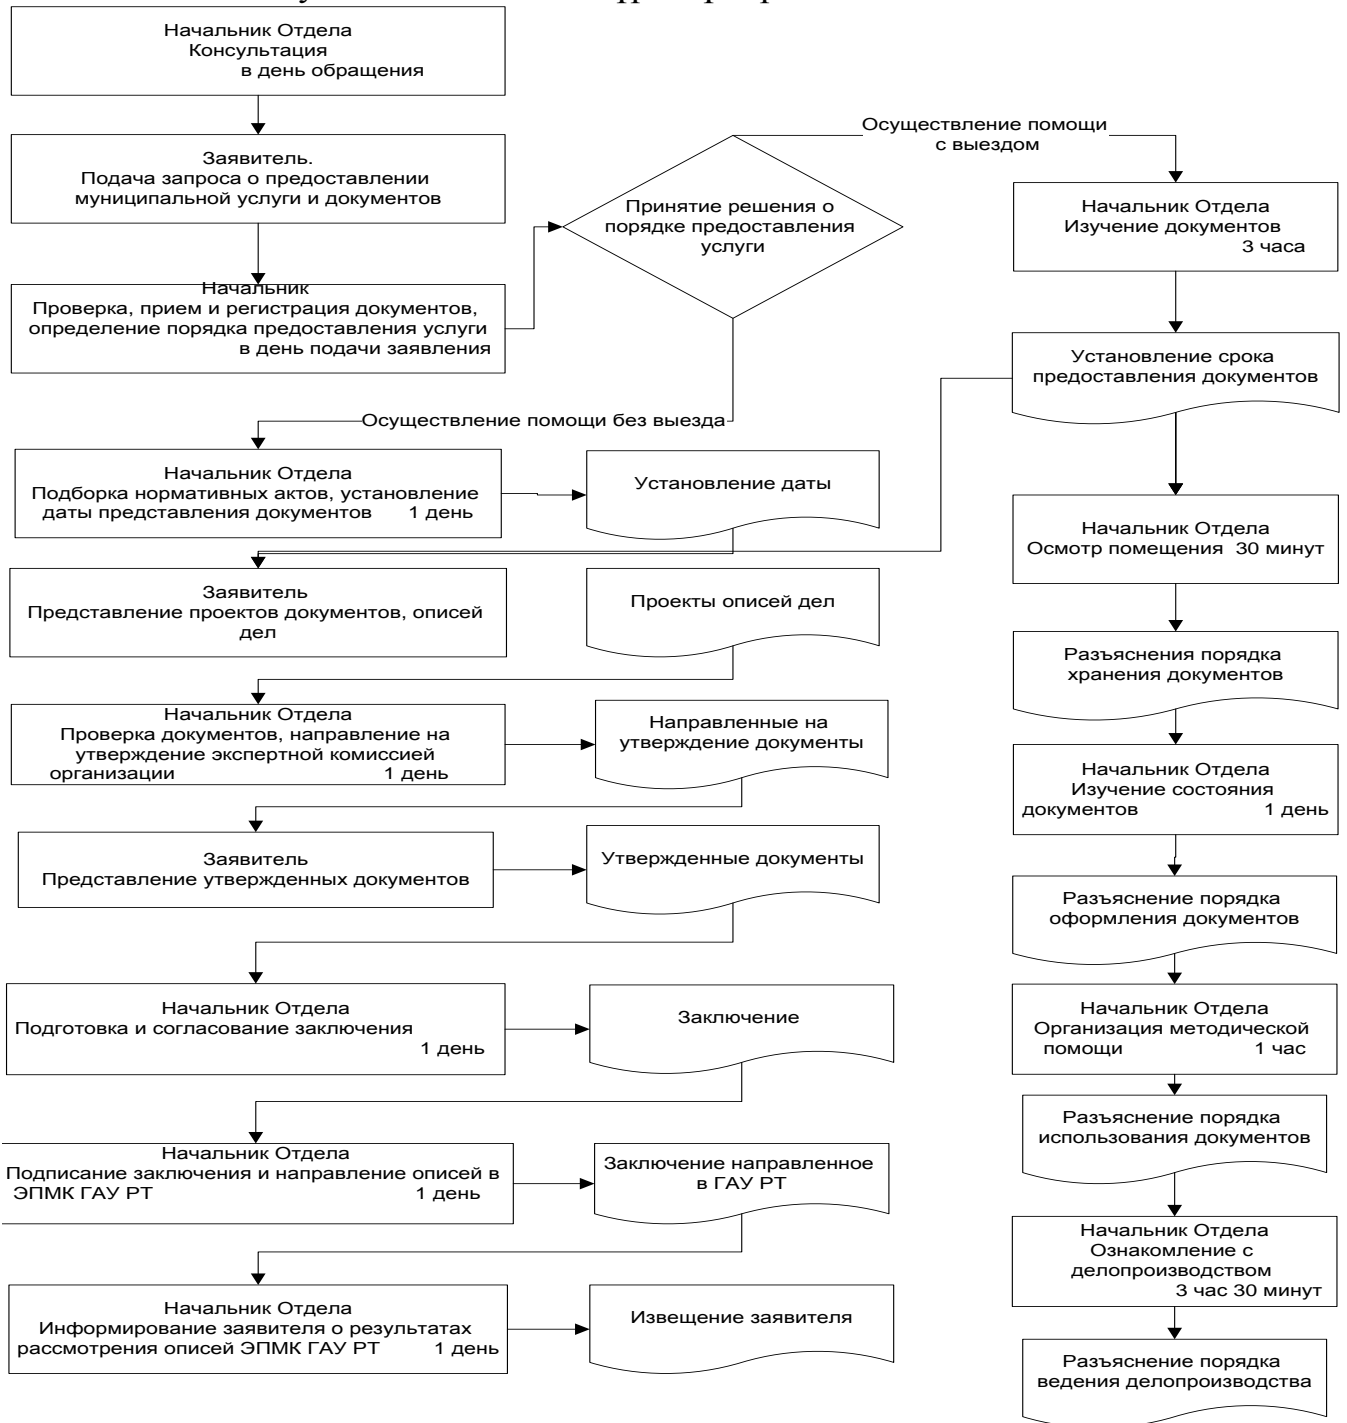 Начальник Отдела
Консультация
в день обращения
Заявитель.
Подача запроса о предоставлении
муниципальной услуги и документов
Начальник
Проверка, прием и регистрация документов,
определение порядка предоставления услуги
в день подачи заявления
Принятие решения о
порядке предоставления
услуги
Осуществление помощи
с выездом
Начальник Отдела
Изучение документов
3 часа
Установление срока
предоставления документов
Осуществление помощи без выезда
Начальник Отдела
Подборка нормативных актов, установление
даты представления документов 1 день
Установление даты
Начальник Отдела
Осмотр помещения 30 минут
Заявитель
Представление проектов документов, описей
дел
Проекты описей дел
Разъяснения порядка
хранения документов
Начальник Отдела
Проверка документов, направление на
утверждение экспертной комиссией
организации 1 день
Направленные на
утверждение документы
Начальник Отдела
Изучение состояния
документов 1 день
Заявитель
Представление утвержденных документов
Утвержденные документы
Разъяснение порядка
оформления документов
Начальник Отдела
Подготовка и согласование заключения
1 день
Заключение
Начальник Отдела
Организация методической
помощи 1 час
Разъяснение порядка
использования документов
Начальник Отдела
Подписание заключения и направление описей в
ЭПМК ГАУ РТ 1 день
Заключение направленное
в ГАУ РТ
Начальник Отдела
Ознакомление с
делопроизводством
3 час 30 минут
Начальник Отдела
Информирование заявителя о результатах
рассмотрения описей ЭПМК ГАУ РТ 1 день
Извещение заявителя
Разъяснение порядка
ведения делопроизводства